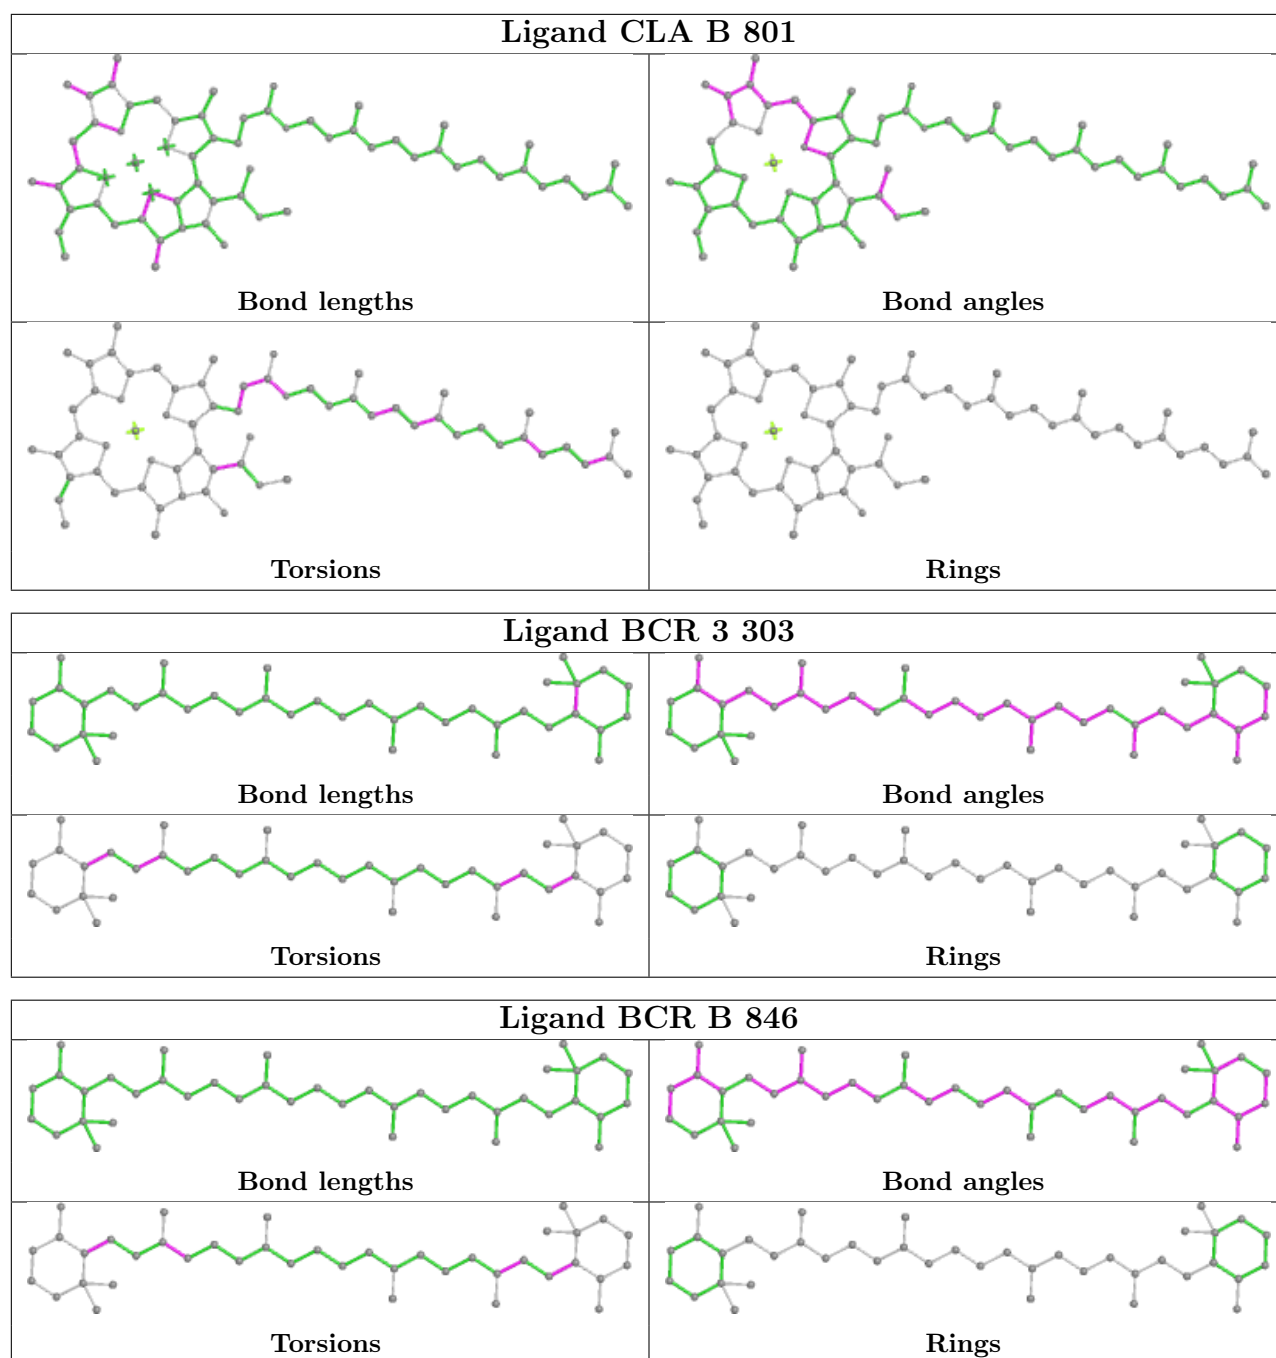 Ligand CLA B 801
Bond lengths
Bond angles
Torsions
Rings
Ligand BCR 3 303
Bond lengths
Bond angles
Torsions
Rings
Ligand BCR B 846
Bond lengths
Bond angles
Torsions
Rings